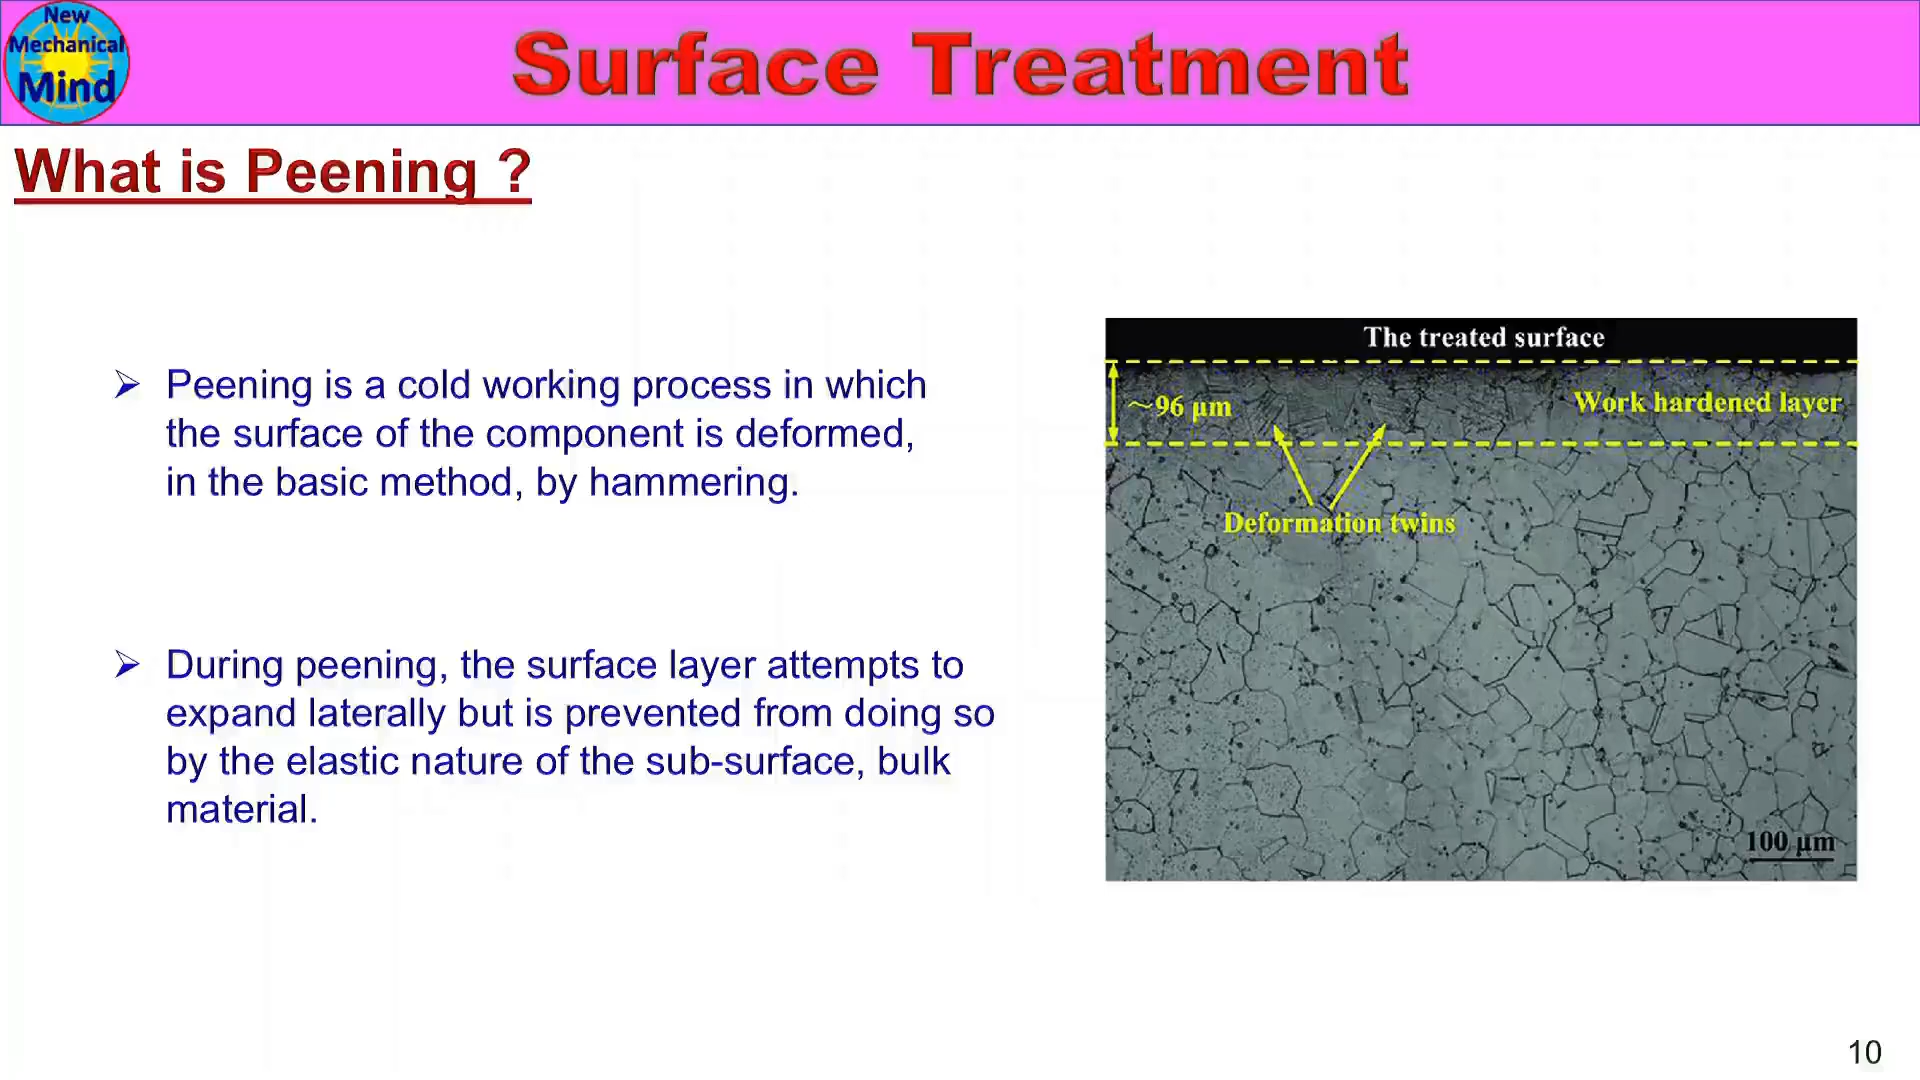 New
Mechanical
Mind
Surface Treatment
What is Peening ?
➢ Peening is a cold working process in which
the surface of the component is deformed,
in the basic method, by hammering.
➢ During peening, the surface layer attempts to
expand laterally but is prevented from doing so
by the elastic nature of the sub-surface, bulk
material.
The treated surface
~96 μm
Work hardened layer
Deformation twins
100 μm
10